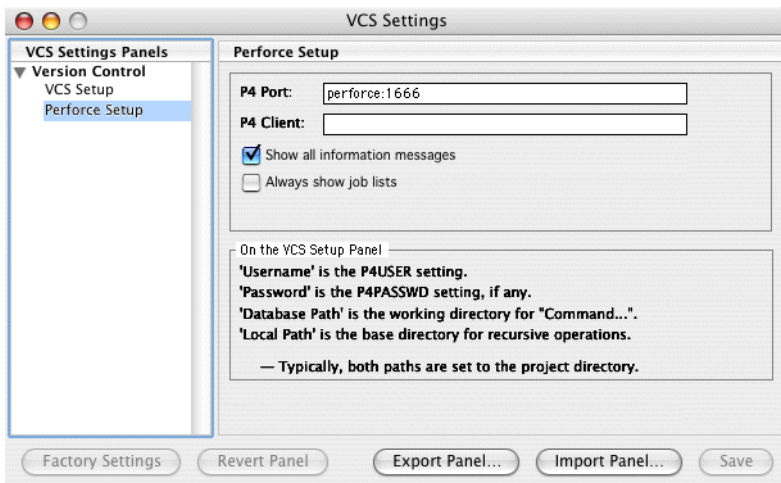 VCS Settings
VCS Settings Panels
Version Control
VCS Setup
Perforce Setup
Perforce Setup
P4 Port: perforce:1666
P4 Client:
Show all information messages
Always show job lists
On the VCS Setup Panel
'Username' is the P4USER setting.
'Password' is the P4PASSWD setting, if any.
'Database Path' is the working directory for "Command...".
'Local Path' is the base directory for recursive operations.
— Typically, both paths are set to the project directory.
Factory Settings
Revert Panel
Export Panel...
Import Panel...
Save